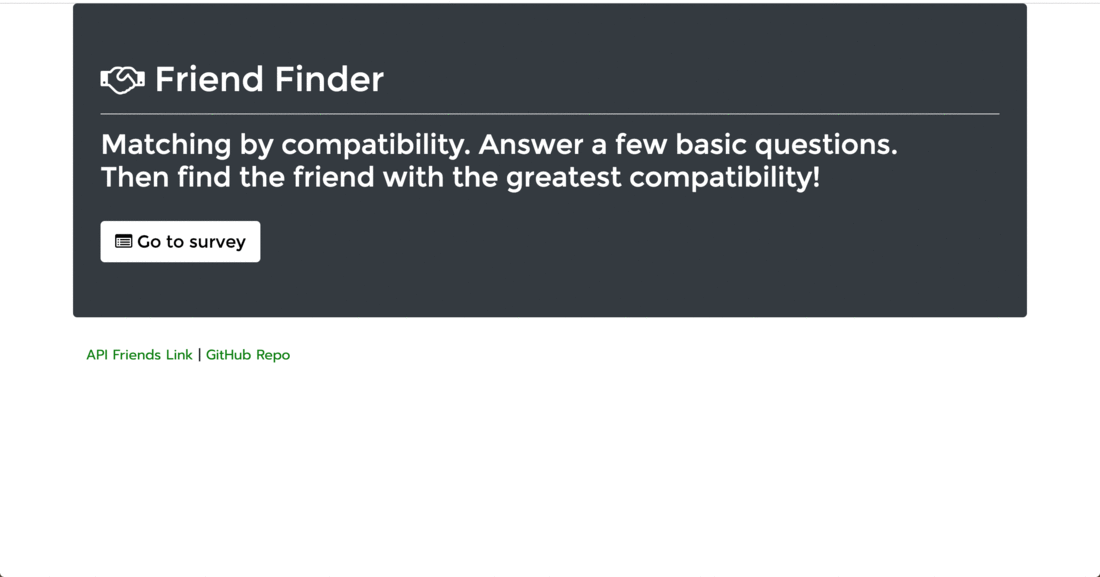 Friend Finder
Matching by compatibility. Answer a few basic questions.
Then find the friend with the greatest compatibility!
Go to survey
API Friends Link | GitHub Repo